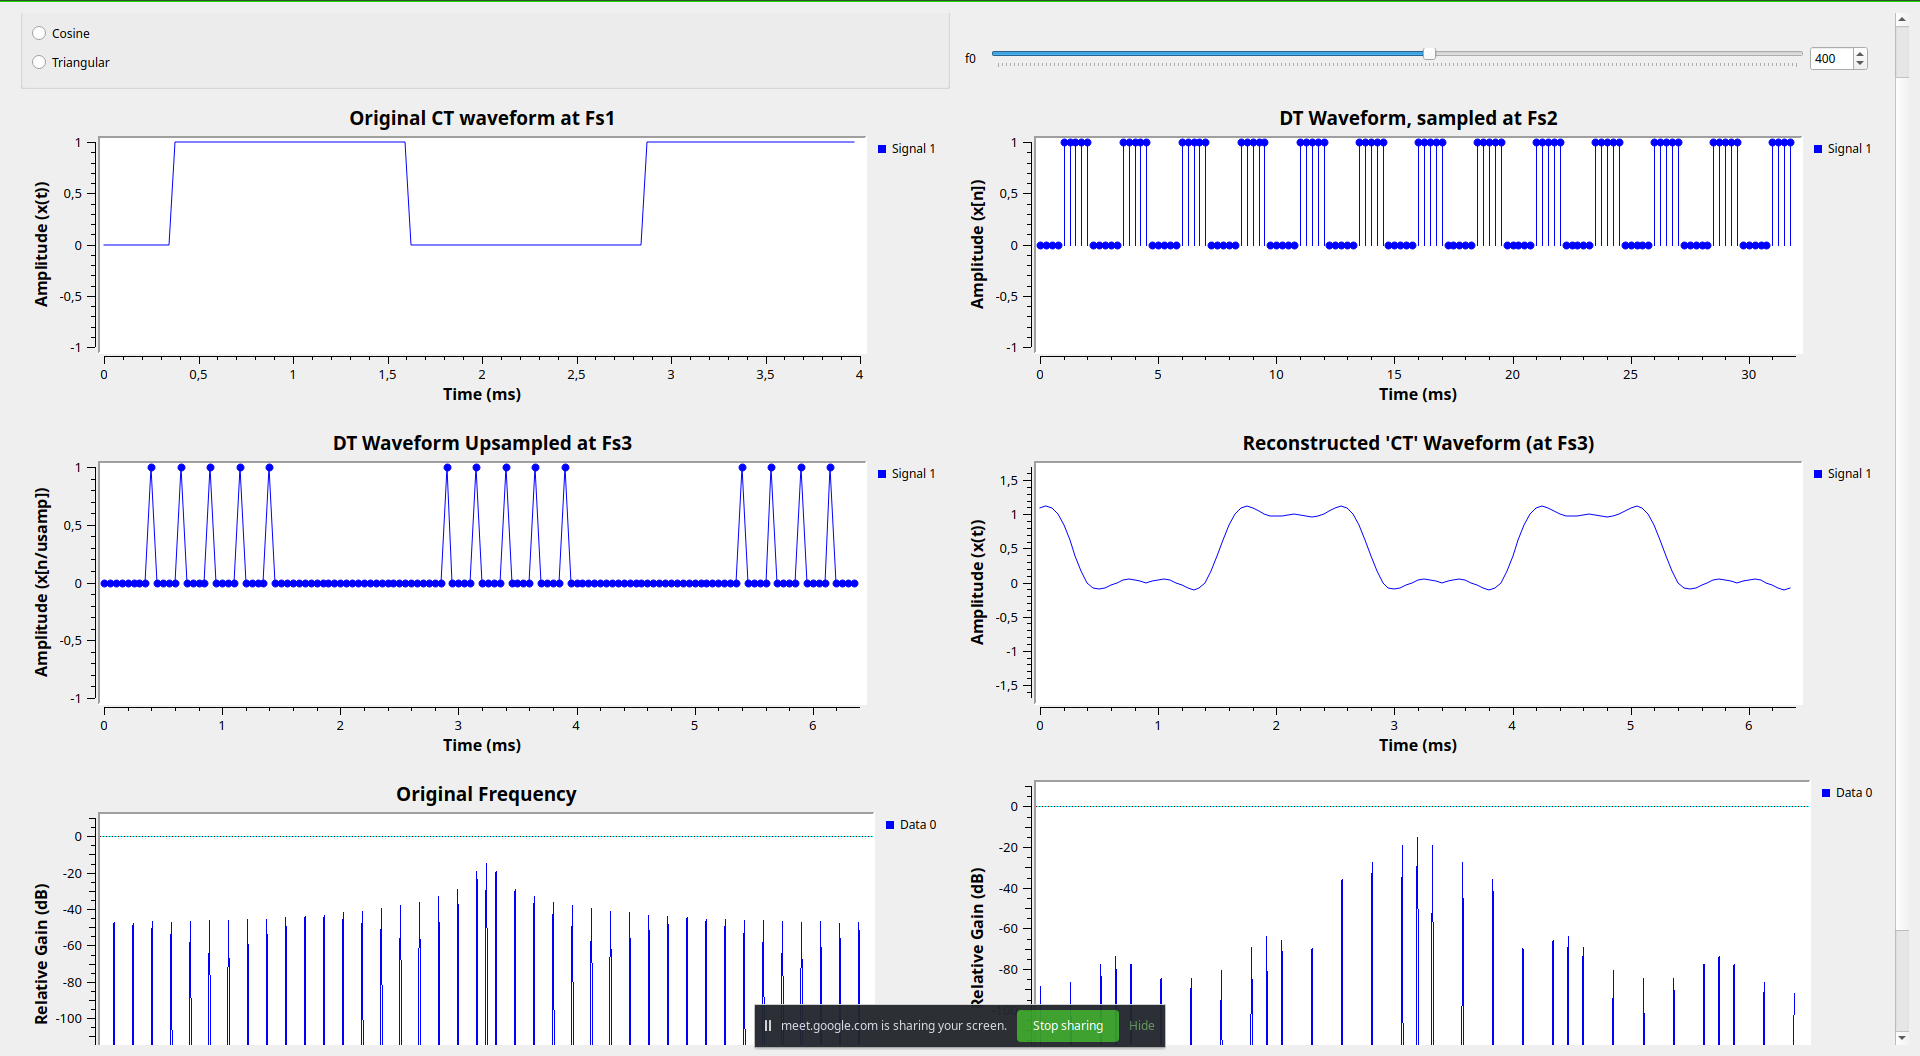 Cosine
Triangular
f0
400
Original CT waveform at Fs1
Signal 1
Amplitude (x(t))
1
0,5
0
-0,5
-1
0 0,5 1 1,5 2 2,5 3 3,5 4
Time (ms)
DT Waveform, sampled at Fs2
Signal 1
Amplitude (x[n])
1
0,5
0
-0,5
-1
0 5 10 15 20 25 30
Time (ms)
DT Waveform Upsampled at Fs3
Signal 1
Amplitude (x[n/usamp])
1
0,5
0
-0,5
-1
0 1 2 3 4 5 6
Time (ms)
Reconstructed 'CT' Waveform (at Fs3)
Signal 1
Amplitude (x(t))
1,5
1
0,5
0
-0,5
-1
-1,5
0 1 2 3 4 5 6
Time (ms)
Original Frequency
Data 0
Relative Gain (dB)
0
-20
-40
-60
-80
-100
Data 0
Relative Gain (dB)
0
-20
-40
-60
-80
meet.google.com is sharing your screen.
Stop sharing
Hide